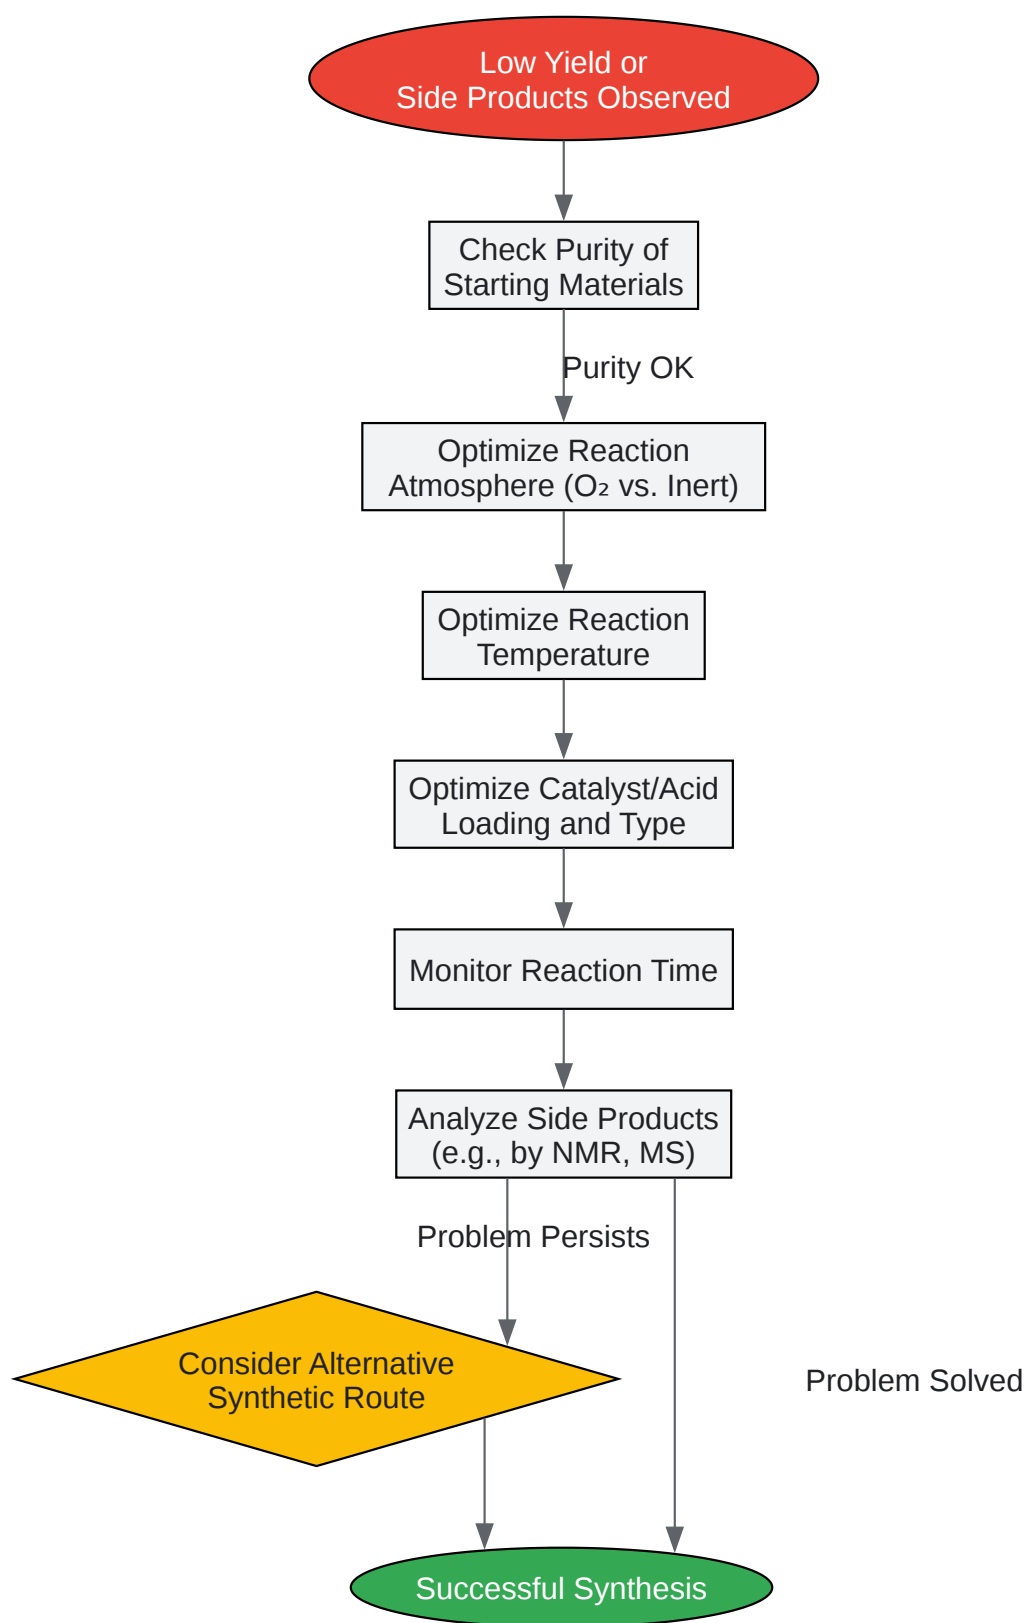 Low Yield or
Side Products Observed
Check Purity of
Starting Materials
Purity OK
Optimize Reaction
Atmosphere (O₂ vs. Inert)
Optimize Reaction
Temperature
Optimize Catalyst/Acid
Loading and Type
Monitor Reaction Time
Analyze Side Products
(e.g., by NMR, MS)
Problem Persists
Consider Alternative
Synthetic Route
Problem Solved
Successful Synthesis